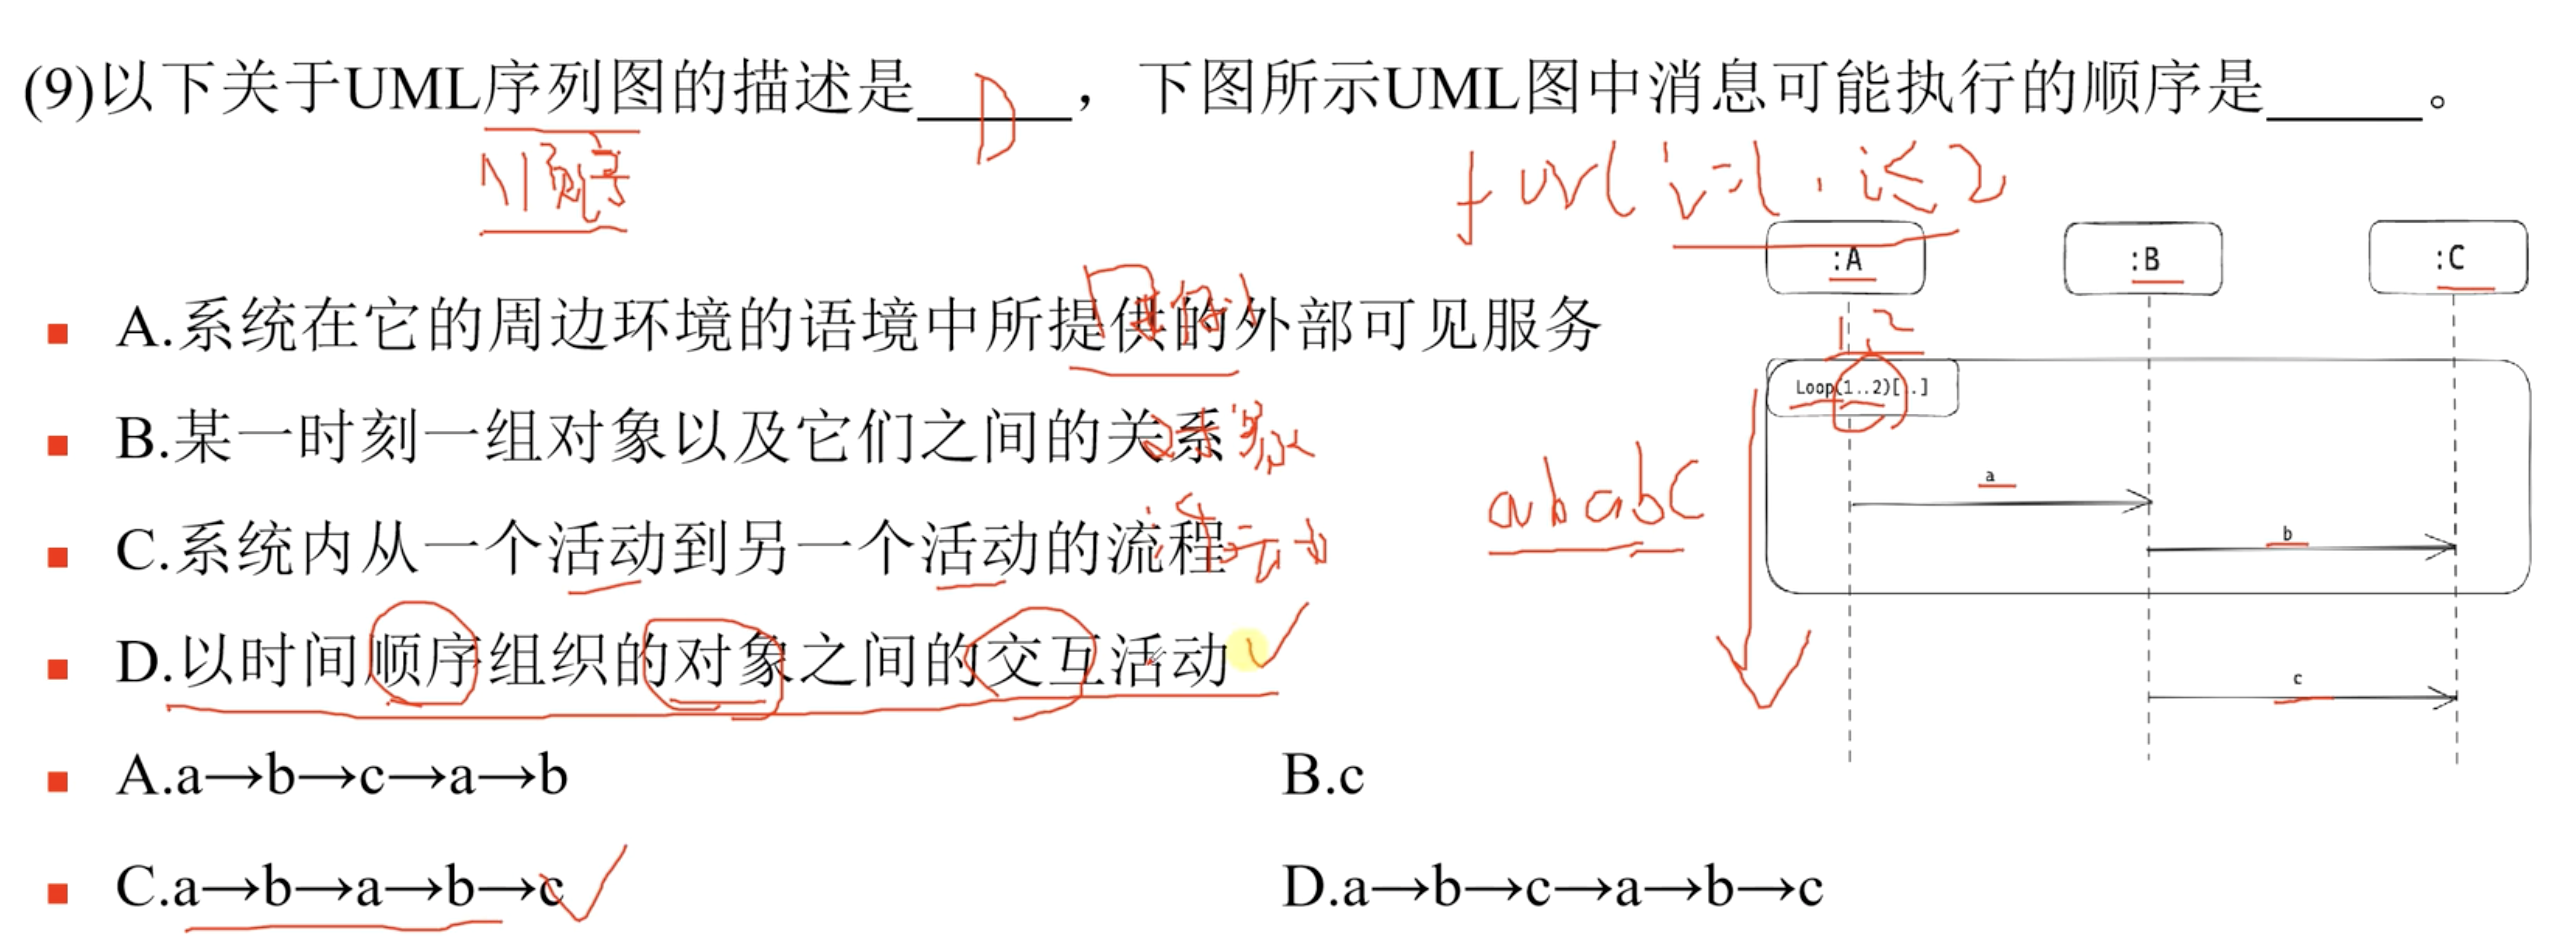 (9)以下关于UML序列图的描述是_____，下图所示UML图中消息可能执行的顺序是_____。
D
顺序
for(i=1, i≤2
:A
:B
:C
A.系统在它的周边环境的语境中所提供的外部可见服务
用例
1,2
Loop(1..2)[..]
B.某一时刻一组对象以及它们之间的关系
对象
a
ababc
C.系统内从一个活动到另一个活动的流程
活动
b
D.以时间顺序组织的对象之间的交互活动
c
A.a→b→c→a→b
B.c
C.a→b→a→b→c
D.a→b→c→a→b→c